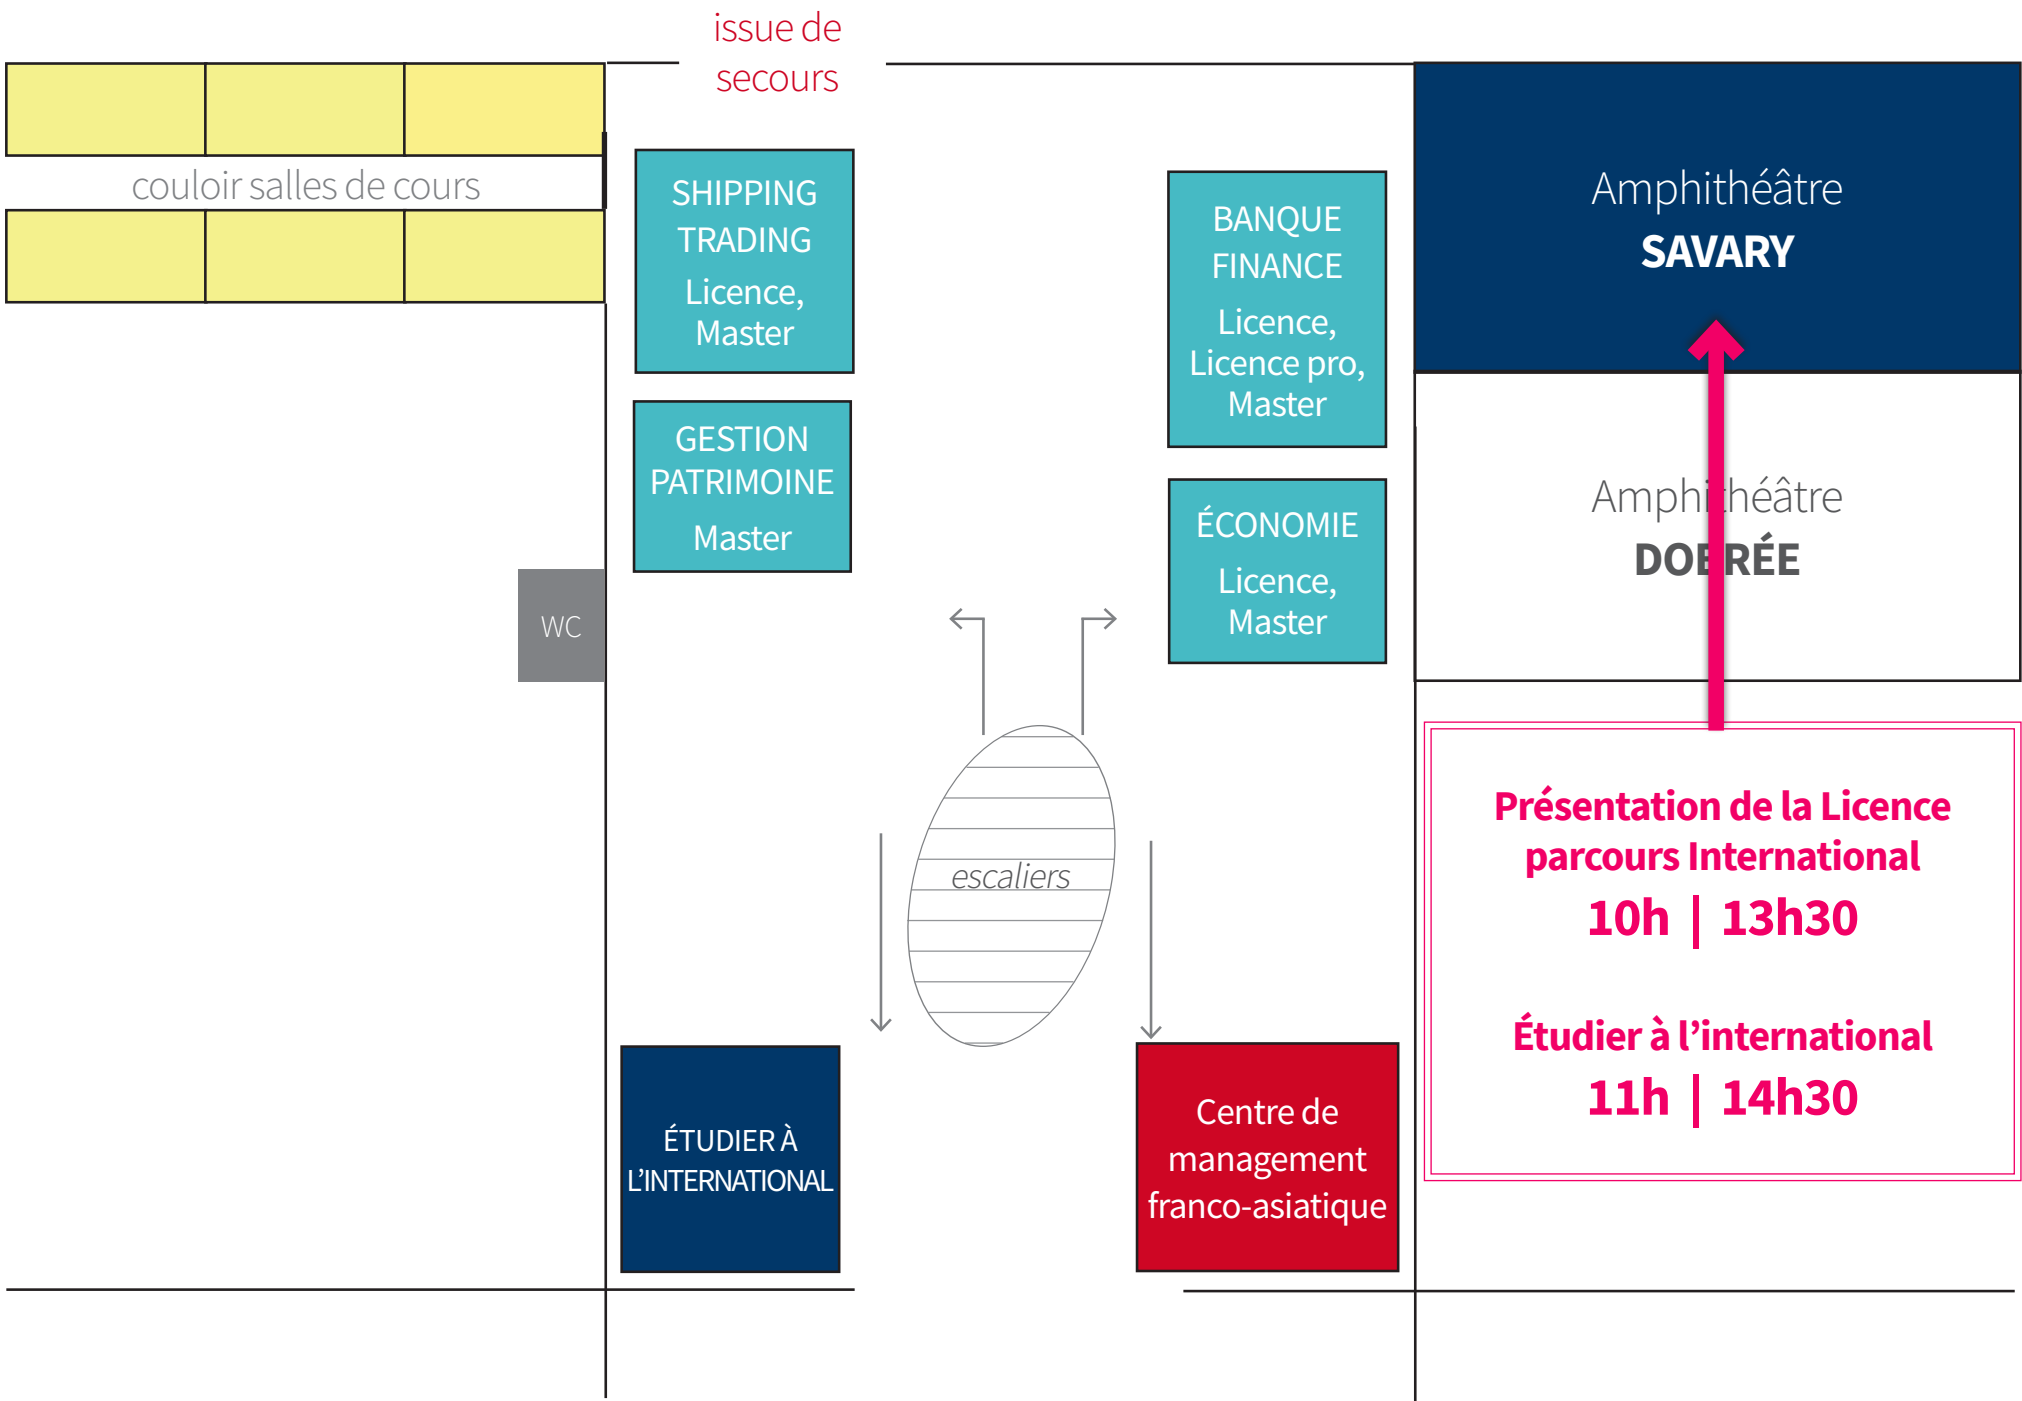 issue de
secours
couloir salles de cours
SHIPPING
TRADING
Licence,
Master
GESTION
PATRIMOINE
Master
WC
BANQUE
FINANCE
Licence,
Licence pro,
Master
ÉCONOMIE
Licence,
Master
Amphithéâtre
SAVARY
Amphithéâtre
DOBRÉE
escaliers
ÉTUDIER À
L’INTERNATIONAL
Centre de
management
franco-asiatique
Présentation de la Licence
parcours International
10h | 13h30
Étudier à l’international
11h | 14h30